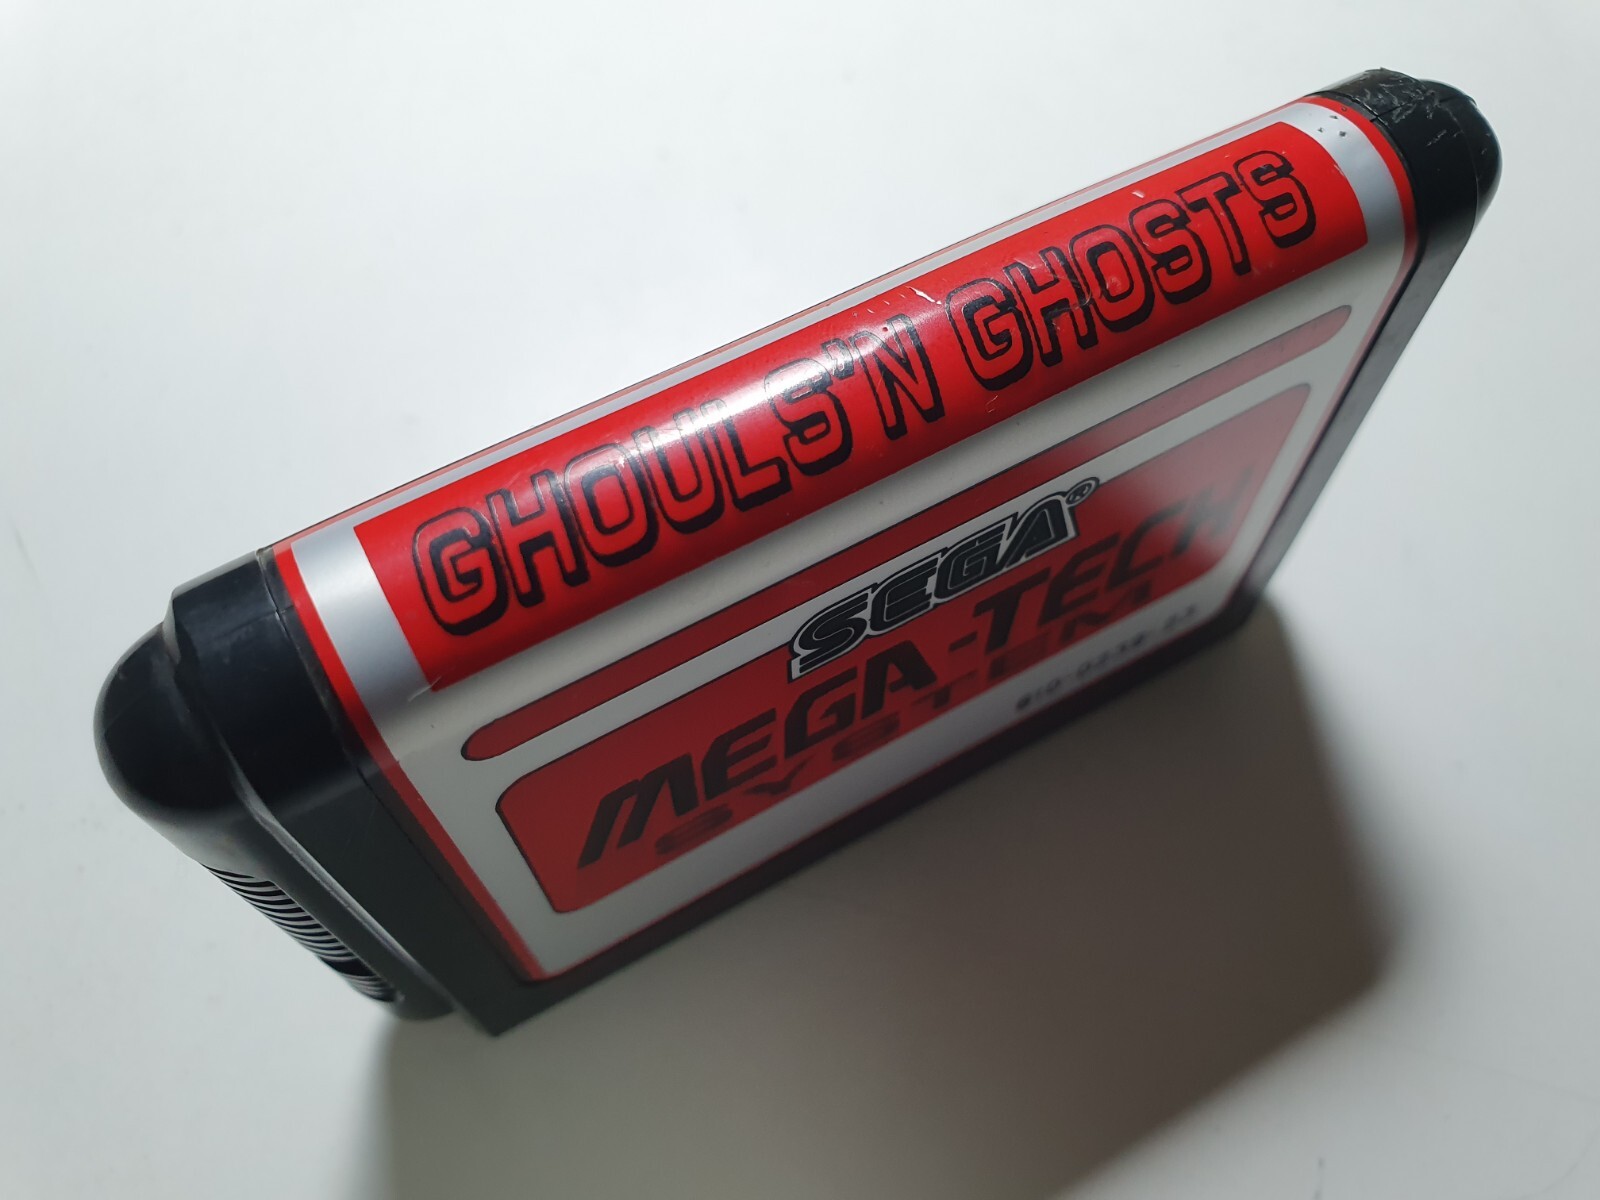 GHOULS'N GHOSTS
SEGA®
MEGA-TECH
SYSTEM